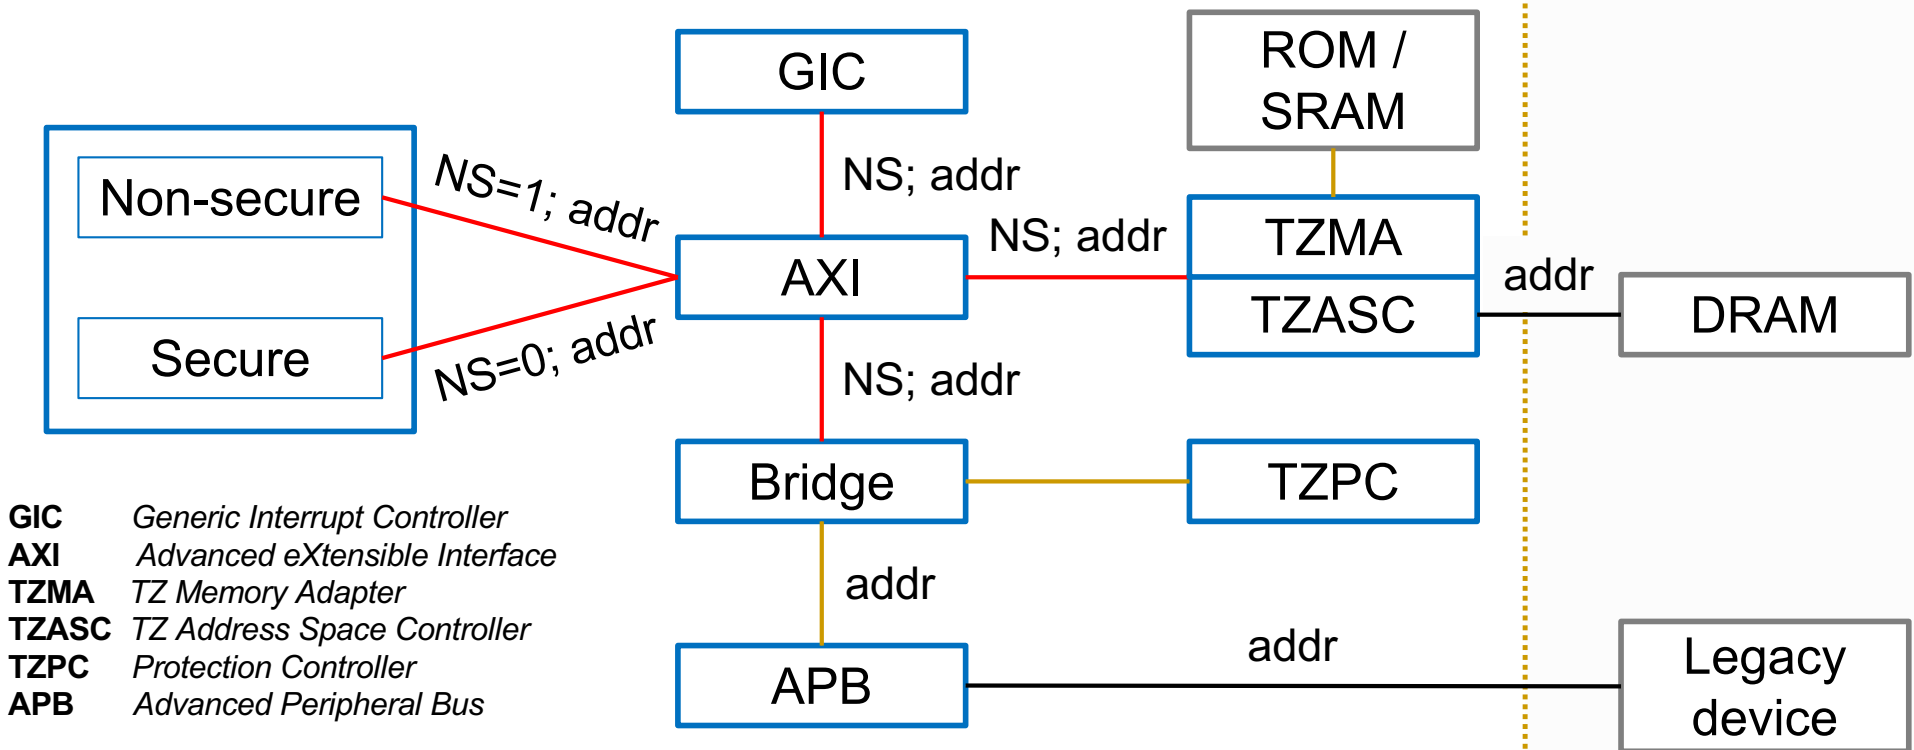 GIC
ROM /
SRAM
Non-secure
NS=1; addr
NS; addr
NS; addr
TZMA
AXI
addr
TZASC
DRAM
Secure
NS=0; addr
NS; addr
Bridge
TZPC
addr
addr
APB
Legacy
device
GIC Generic Interrupt Controller
AXI Advanced eXtensible Interface
TZMA TZ Memory Adapter
TZASC TZ Address Space Controller
TZPC Protection Controller
APB Advanced Peripheral Bus